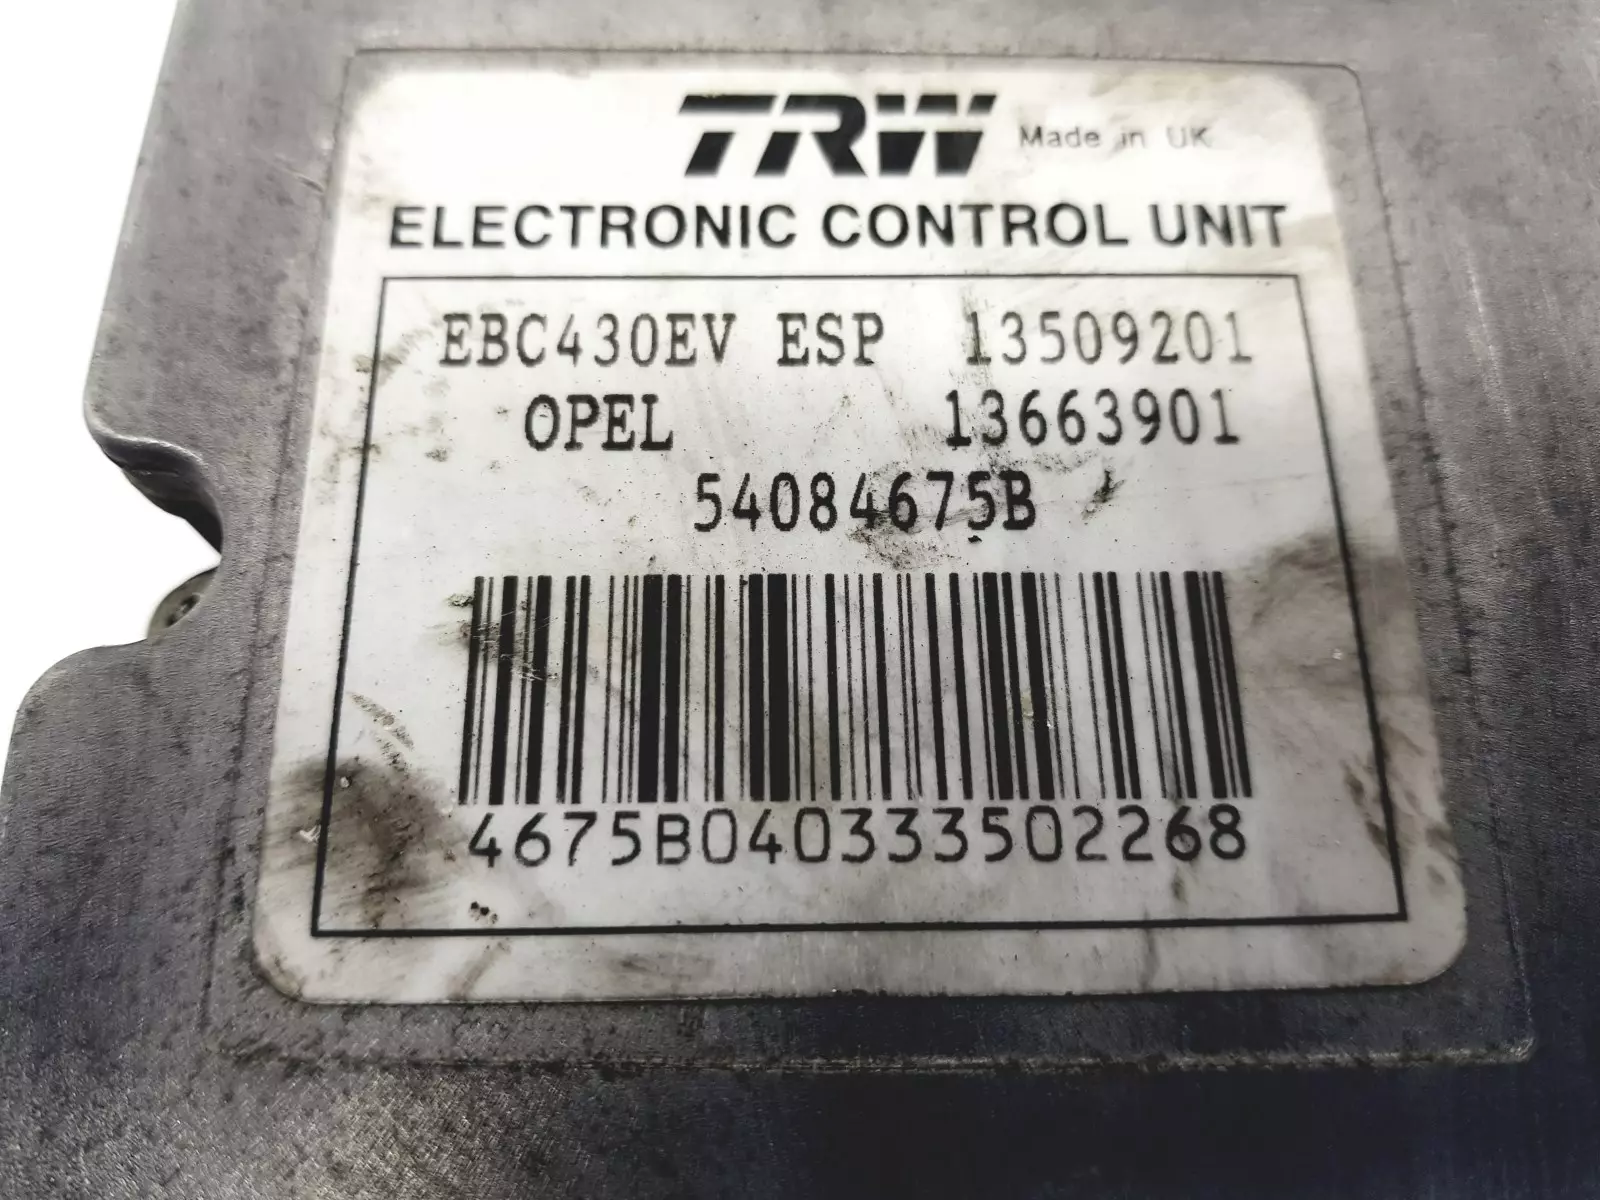 TRW Made in UK
ELECTRONIC CONTROL UNIT
EBC430EV ESP 13509201
OPEL 13663901
54084675B
4675B040333502268